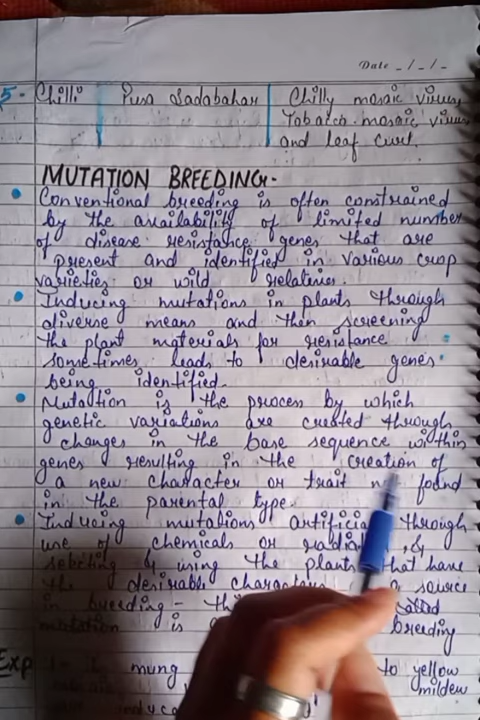 Date _/_/_
5- Chilli Pusa Sadabahar Chilly mosaic virus,
Tobacco mosaic virus
and leaf curl.
MUTATION BREEDING:-
Conventional breeding is often constrained
by the availability of limited number
of disease resistance genes that are
present and identified in various crop
varieties or wild relatives.
Inducing mutations in plants through
diverse means and then screening
the plant materials for resistance
sometimes leads to desirable genes
being identified.
Mutation is the process by which
genetic variations are created through
changes in the base sequence within
genes resulting in the creation of
a new character or trait found
in the parental type.
Inducing mutations through
use of chemicals or &
selecting & using the plants that have
the desirable source
in breeding - called
mutation is breeding
Exp mung to yellow
mildew